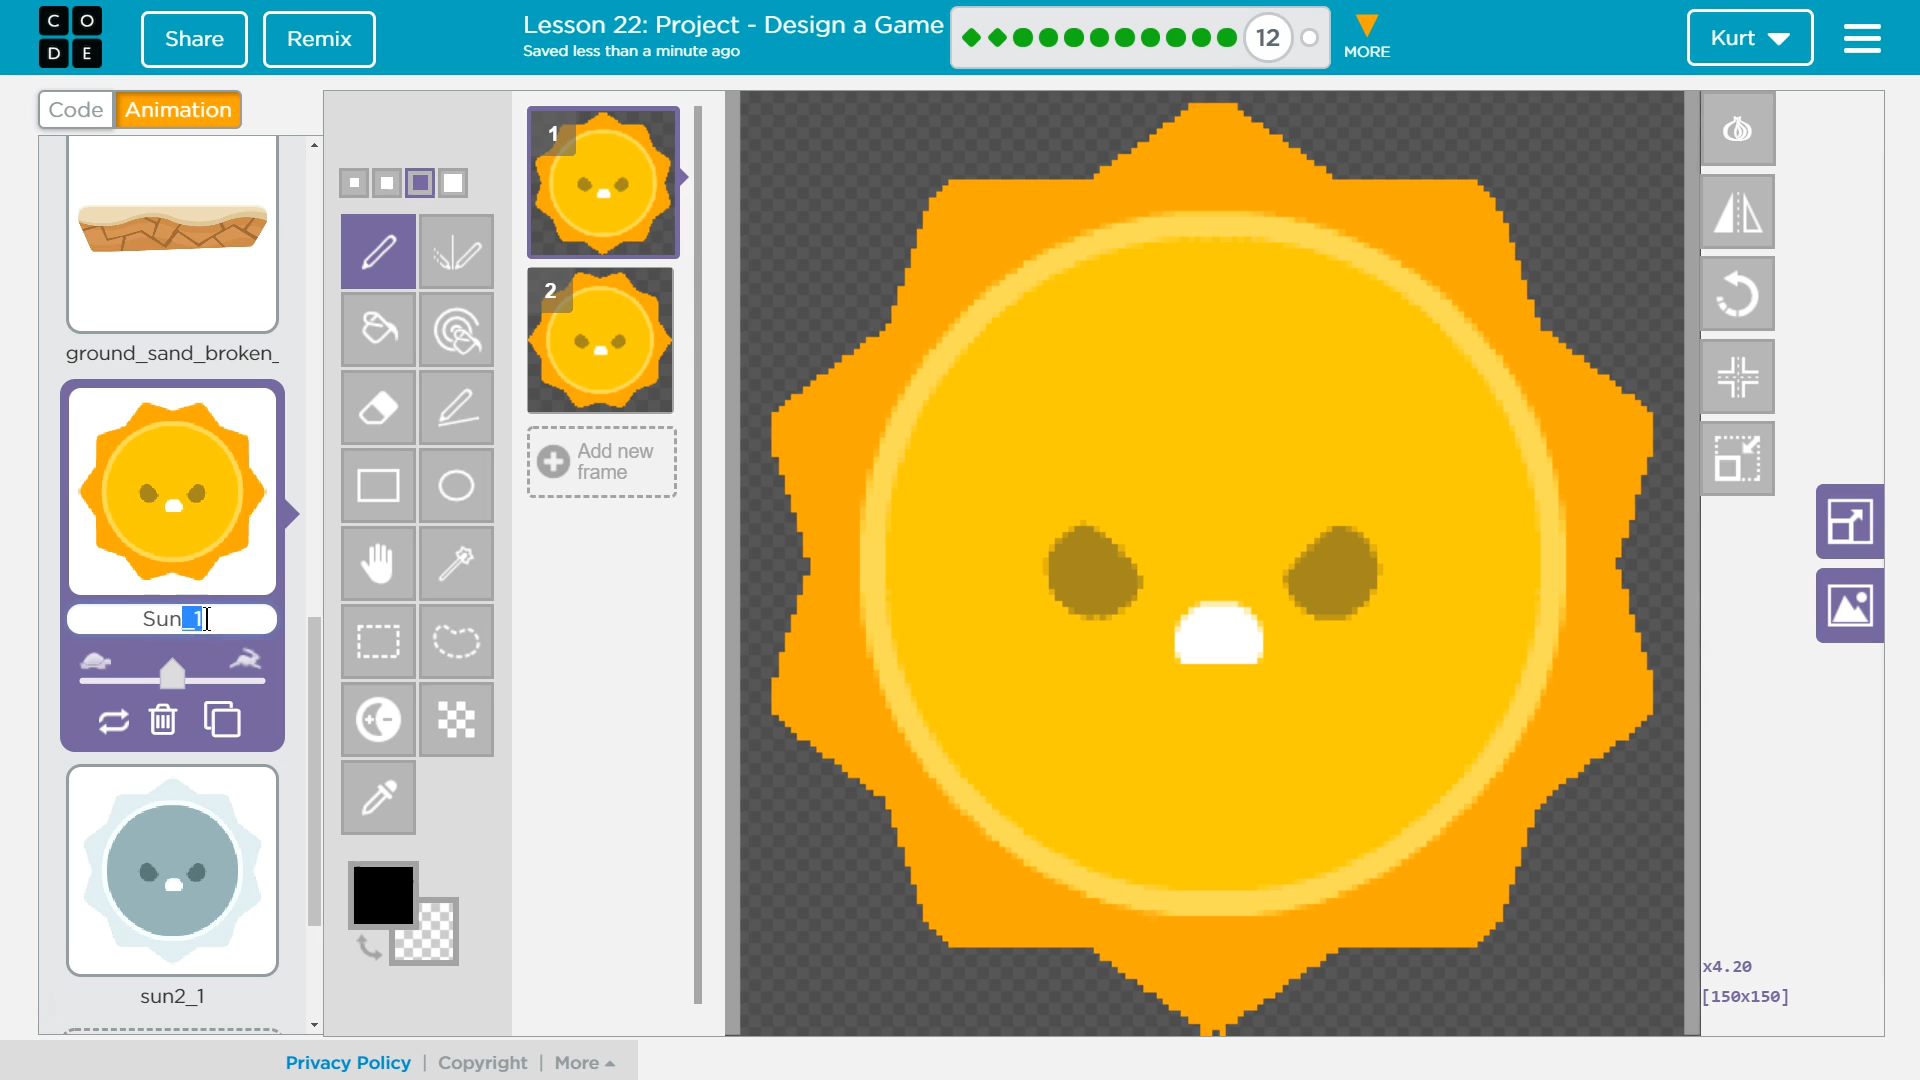 C O
D E
Share
Remix
Lesson 22: Project - Design a Game
Saved less than a minute ago
12
MORE
Kurt
Code
Animation
ground_sand_broken_
Sun_1
sun2_1
1
2
Add new
frame
x4.20
[150x150]
Privacy Policy | Copyright | More